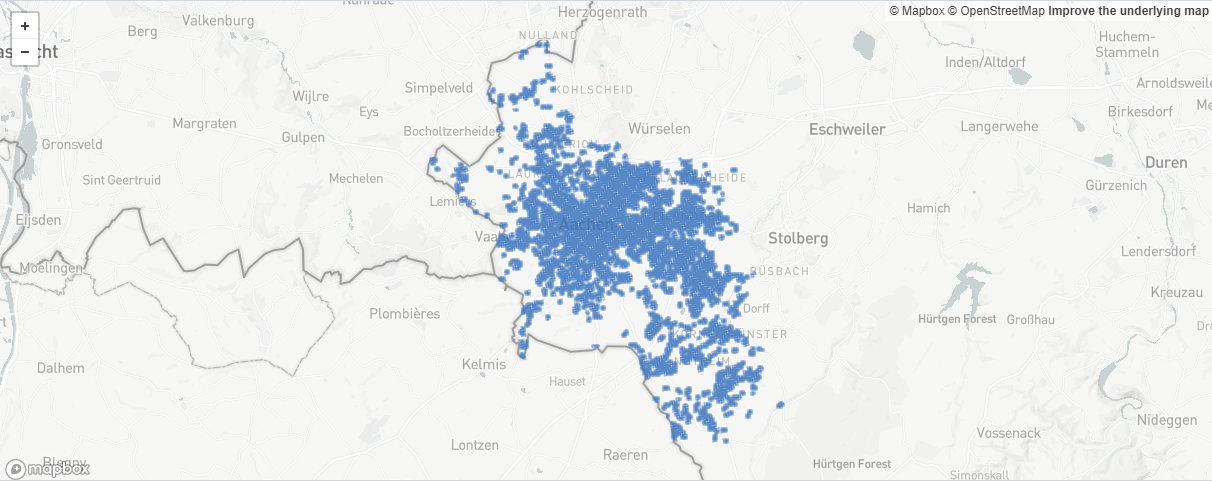 Kruhrade
Herzogenrath
© Mapbox © OpenStreetMap Improve the underlying map
+
Valkenburg
Berg
NULLAND
Huchem-
Stammeln
−
Inden/Altdorf
Simpelveld
KOHLSCHEID
Arnoldsweile
Wijlre
Eys
Birkesdorf
Margraten
Gulpen
Bocholtzerheide
Würselen
Eschweiler
Langerwehe
Gronsveld
Duren
Sint Geertruid
Mechelen
Gürzenich
Lemiers
Hamich
Eijsden
Vaals
Aachen
Stolberg
Lendersdorf
Moelingen
BÜSBACH
Kreuzau
Plombières
Dorff
Hürtgen Forest
Großhau
Dalhem
Kelmis
Hauset
Nideggen
Lontzen
Vossenack
Raeren
Blegny
mapbox
Hürtgen Forest
Simonskall